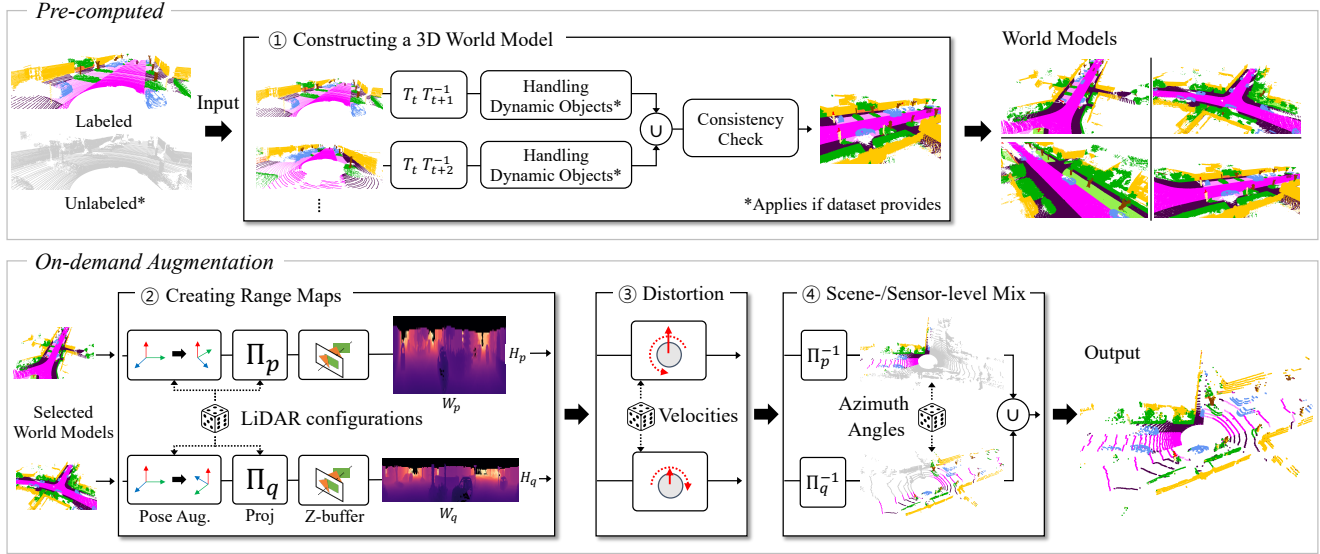 Pre-computed
① Constructing a 3D World Model
World Models
Labeled
Unlabeled*
Input
T_t T_{t+1}^{-1}
Handling
Dynamic Objects*
T_t T_{t+2}^{-1}
Handling
Dynamic Objects*
∪
Consistency
Check
*Applies if dataset provides
On-demand Augmentation
② Creating Range Maps
③ Distortion
④ Scene-/Sensor-level Mix
Selected
World Models
Π_p
H_p
W_p
LiDAR configurations
Π_q
H_q
W_q
Pose Aug.
Proj
Z-buffer
Velocities
Π_p^{-1}
Azimuth
Angles
Π_q^{-1}
∪
Output